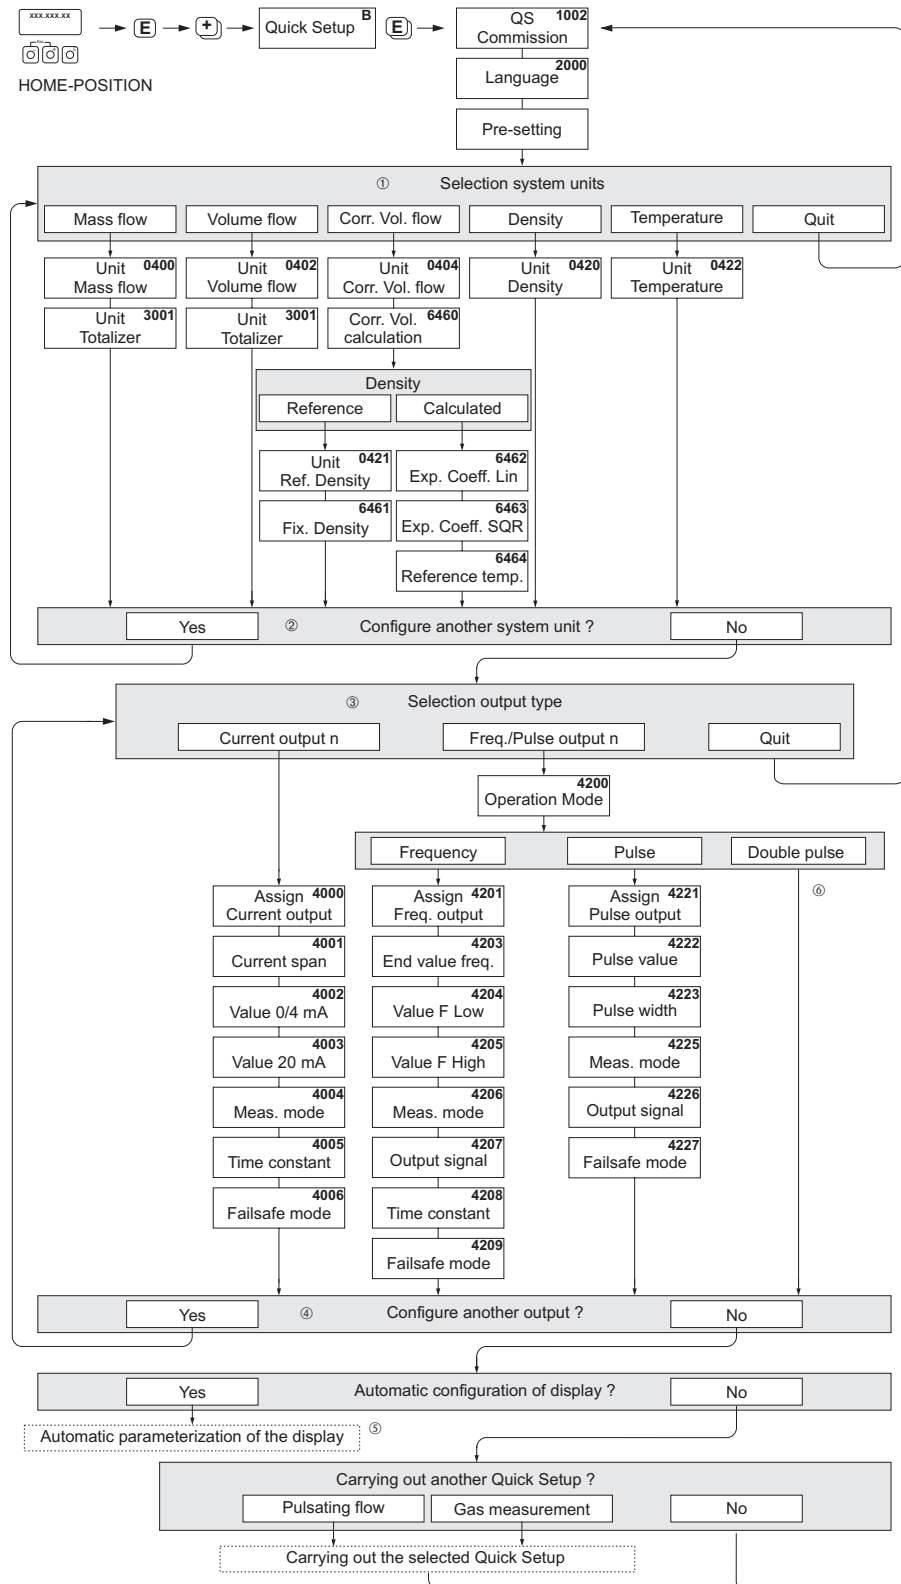 xxx.xxx.xx
Esc
E
+
Quick Setup B
E
QS 1002
Commission
HOME-POSITION
Language 2000
Pre-setting
① Selection system units
Mass flow Volume flow Corr. Vol. flow Density Temperature Quit
Unit 0400
Mass flow
Unit 0402
Volume flow
Unit 0404
Corr. Vol. flow
Unit 0420
Density
Unit 0422
Temperature
Unit 3001
Totalizer
Unit 3001
Totalizer
Corr. Vol. 6460
calculation
Density
Reference Calculated
Unit 0421
Ref. Density
6462
Exp. Coeff. Lin
6461
Fix. Density
6463
Exp. Coeff. SQR
6464
Reference temp.
Yes ② Configure another system unit ? No
③ Selection output type
Current output n Freq./Pulse output n Quit
4200
Operation Mode
Frequency Pulse Double pulse
⑥
Assign 4000
Current output
Assign 4201
Freq. output
Assign 4221
Pulse output
4001
Current span
4203
End value freq.
4222
Pulse value
4002
Value 0/4 mA
4204
Value F Low
4223
Pulse width
4003
Value 20 mA
4205
Value F High
4225
Meas. mode
4004
Meas. mode
4206
Meas. mode
4226
Output signal
4005
Time constant
4207
Output signal
4227
Failsafe mode
4006
Failsafe mode
4208
Time constant
4209
Failsafe mode
Yes ④ Configure another output ? No
Yes Automatic configuration of display ? No
Automatic parameterization of the display ⑤
Carrying out another Quick Setup ?
Pulsating flow Gas measurement No
Carrying out the selected Quick Setup